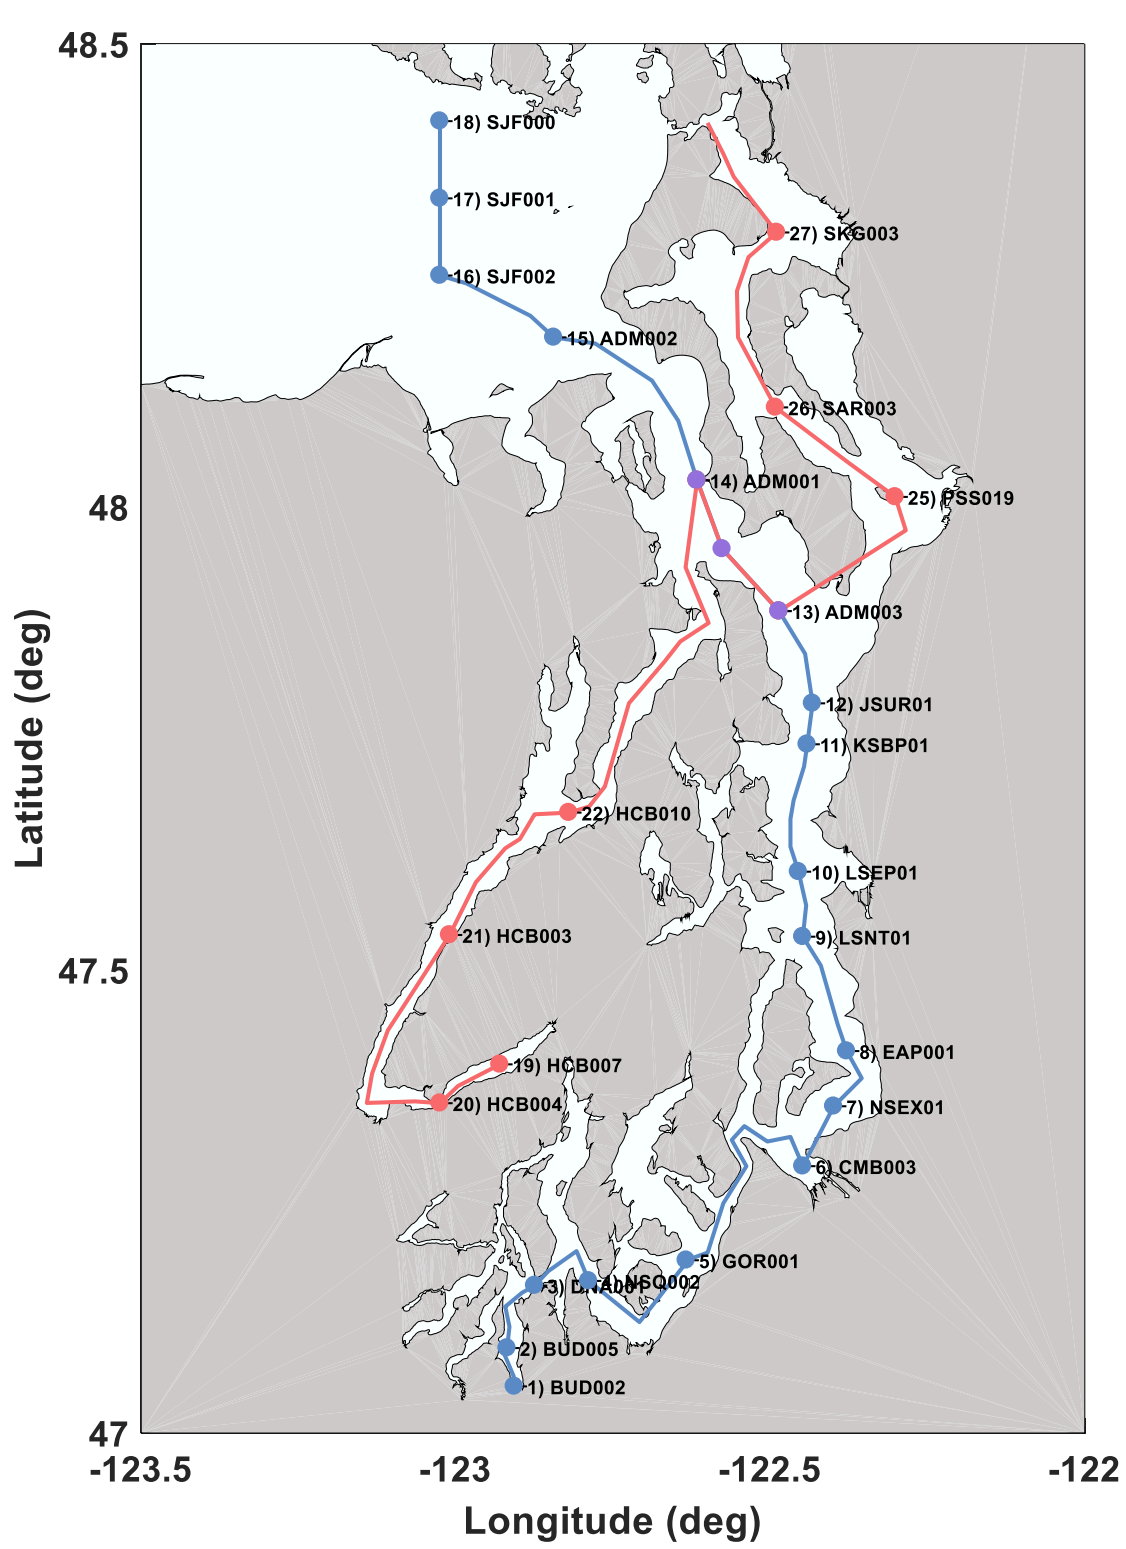 48.5
18) SJF000
17) SJF001
27) SKG003
16) SJF002
15) ADM002
26) SAR003
14) ADM001
25) PSS019
48
13) ADM003
12) JSUR01
11) KSBP01
22) HCB010
10) LSEP01
21) HCB003
9) LSNT01
47.5
8) EAP001
19) HCB007
20) HCB004
7) NSEX01
6) CMB003
5) GOR001
4) NSQ002
3) DNA001
2) BUD005
1) BUD002
47
-123.5
-123
-122.5
-122
Latitude (deg)
Longitude (deg)